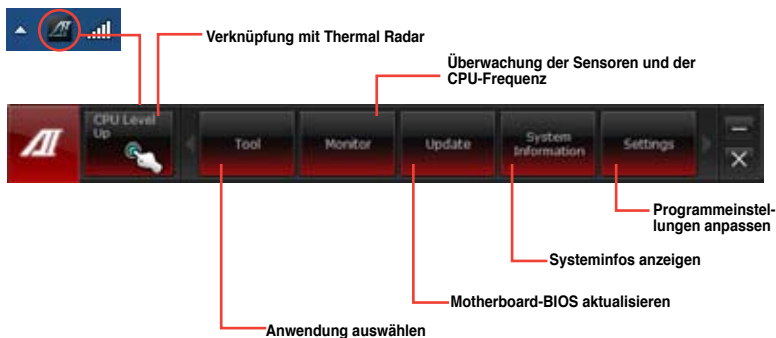 Verknüpfung mit Thermal Radar
Überwachung der Sensoren und der
CPU-Frequenz
CPU Level
Up
Tool
Monitor
Update
System
Information
Settings
Programmeinstel-
lungen anpassen
Systeminfos anzeigen
Motherboard-BIOS aktualisieren
Anwendung auswählen